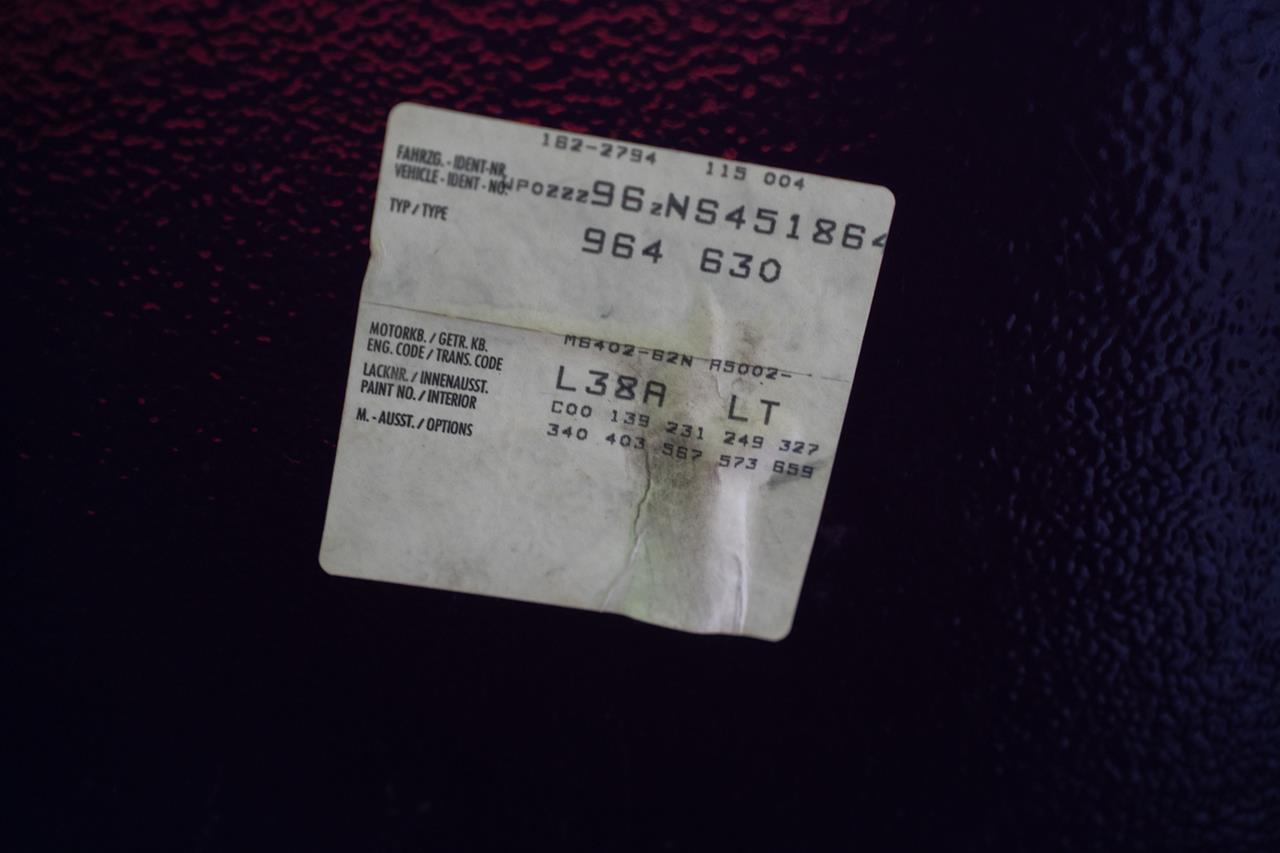 162-2794 115 004
FAHRZG. - IDENT-NR.
VEHICLE - IDENT - NO. WP0ZZZ96ZNS451864
TYP / TYPE 964 630
MOTORKB. / GETR. KB.
ENG. CODE / TRANS. CODE M6402-62N A5002-
LACKNR. / INNENAUSST.
PAINT NO. / INTERIOR L38A LT
M. - AUSST. / OPTIONS C00 139 231 249 327
340 403 567 573 659